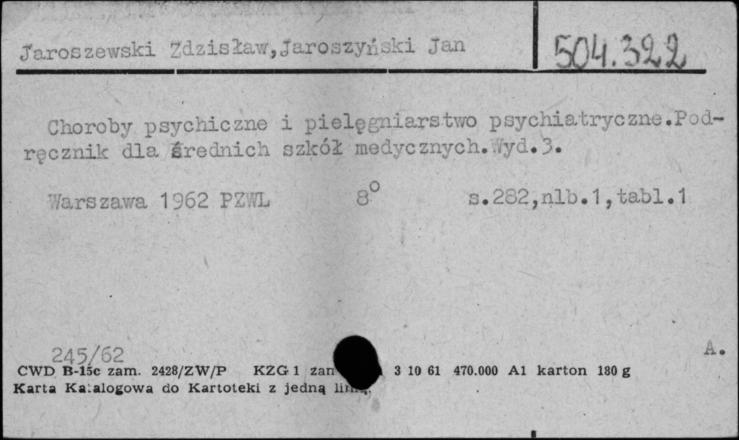 Jaroszewski Zdzisław,Jaroszyński Jan
504.322
Choroby psychiczne i pielęgniarstwo psychiatryczne.Pod-
ręcznik dla średnich szkół medycznych.Wyd.3.
Warszawa 1962 PZWL 8° s.282,nlb.1,tabl.1
245/62 A.
CWD B-15c zam. 2428/ZW/P KZG 1 3 10 61 470.000 A1 karton 180 g
Karta Katalogowa do Kartoteki z jedną